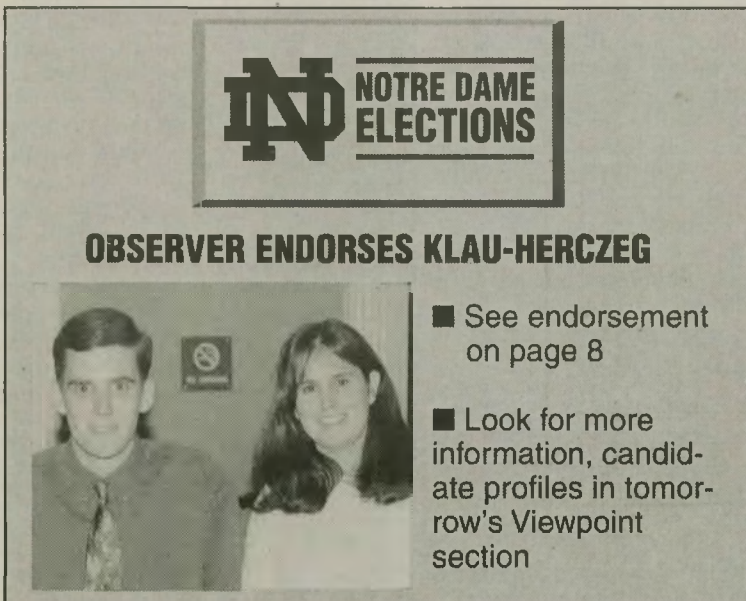 ND NOTRE DAME
ELECTIONS
OBSERVER ENDORSES KLAU-HERCZEG
■ See endorsement
on page 8
■ Look for more
information, candid-
ate profiles in tomor-
row's Viewpoint
section